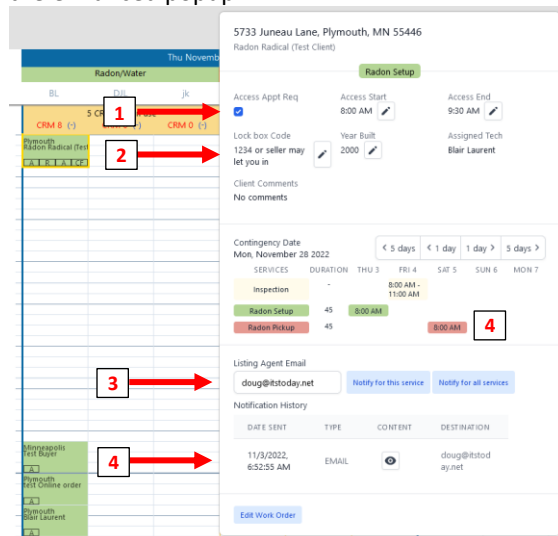 5733 Juneau Lane, Plymouth, MN 55446
Radon Radical (Test Client)
Radon Setup
Thu Novemb
Radon/Water
BL DJL jk
5 CR
CRM 8 (-) CRM 0 (-)
Plymouth
Radon Radical (Test
A R A CF
1
2
Access Appt Req Access Start Access End
8:00 AM 9:30 AM
Lock box Code Year Built Assigned Tech
1234 or seller may
let you in
2000 Blair Laurent
Client Comments
No comments
Contingency Date
Mon, November 28 2022
< 5 days < 1 day 1 day > 5 days >
SERVICES DURATION THU 3 FRI 4 SAT 5 SUN 6 MON 7
Inspection - 8:00 AM -
11:00 AM
Radon Setup 45 8:00 AM
Radon Pickup 45 8:00 AM
4
Listing Agent Email
3
doug@itstoday.net Notify for this service Notify for all services
Notification History
DATE SENT TYPE CONTENT DESTINATION
4
11/3/2022,
6:52:55 AM
EMAIL
doug@itstod
ay.net
Minneapolis
Test Buyer
A
Plymouth
Test Online order
A
Plymouth
Blair Laurent
A
Edit Work Order